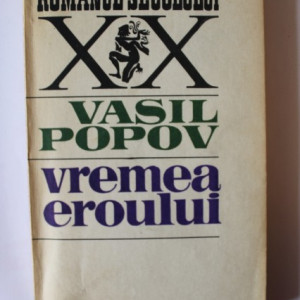 ROMANUL SECOLULUI
XX
VASIL
POPOV
vremea
eroului